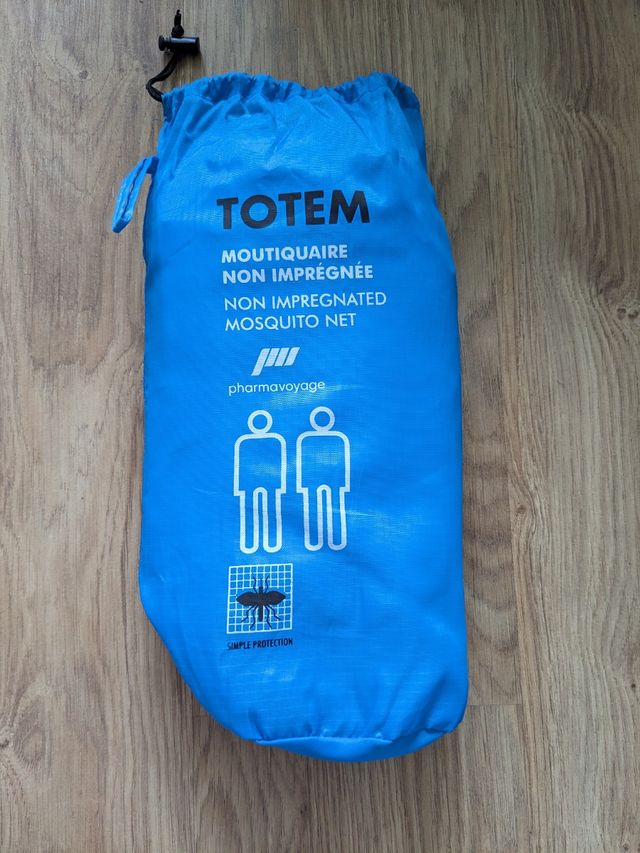 TOTEM
MOUTIQUAIRE
NON IMPRÉGNÉE
NON IMPREGNATED
MOSQUITO NET
pharmavoyage
SIMPLE PROTECTION